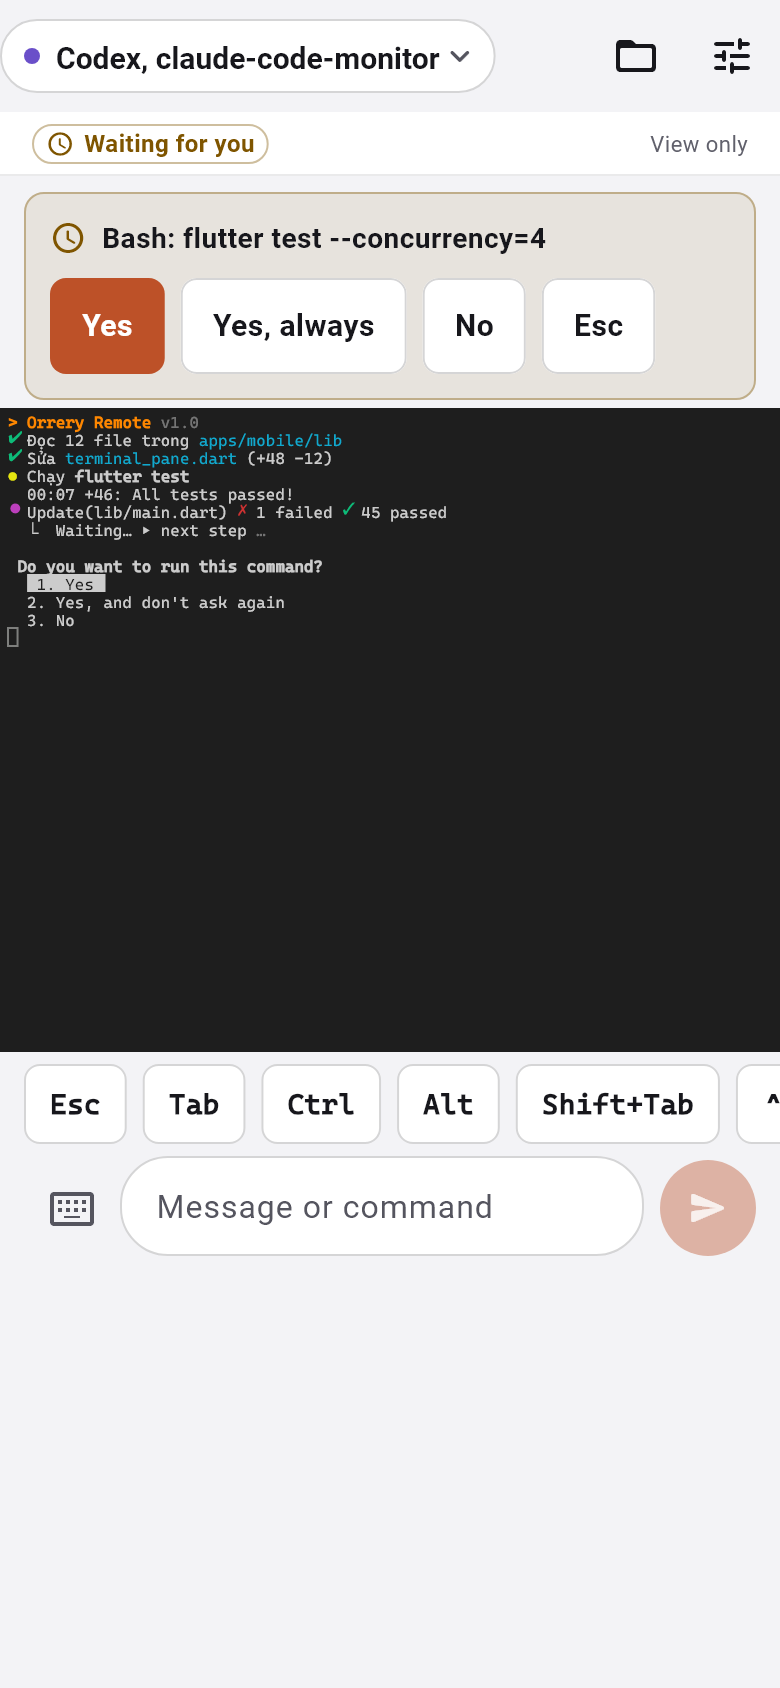 Codex, claude-code-monitor
Waiting for you
View only
Bash: flutter test --concurrency=4
Yes
Yes, always
No
Esc
> Orrery Remote v1.0
✔ Đọc 12 file trong apps/mobile/lib
✔ Sửa terminal_pane.dart (+48 -12)
● Chạy flutter test
00:07 +46: All tests passed!
● Update(lib/main.dart) ✗ 1 failed ✓ 45 passed
└ Waiting… ▸ next step …
Do you want to run this command?
1. Yes
2. Yes, and don't ask again
3. No
Esc
Tab
Ctrl
Alt
Shift+Tab
^
Message or command